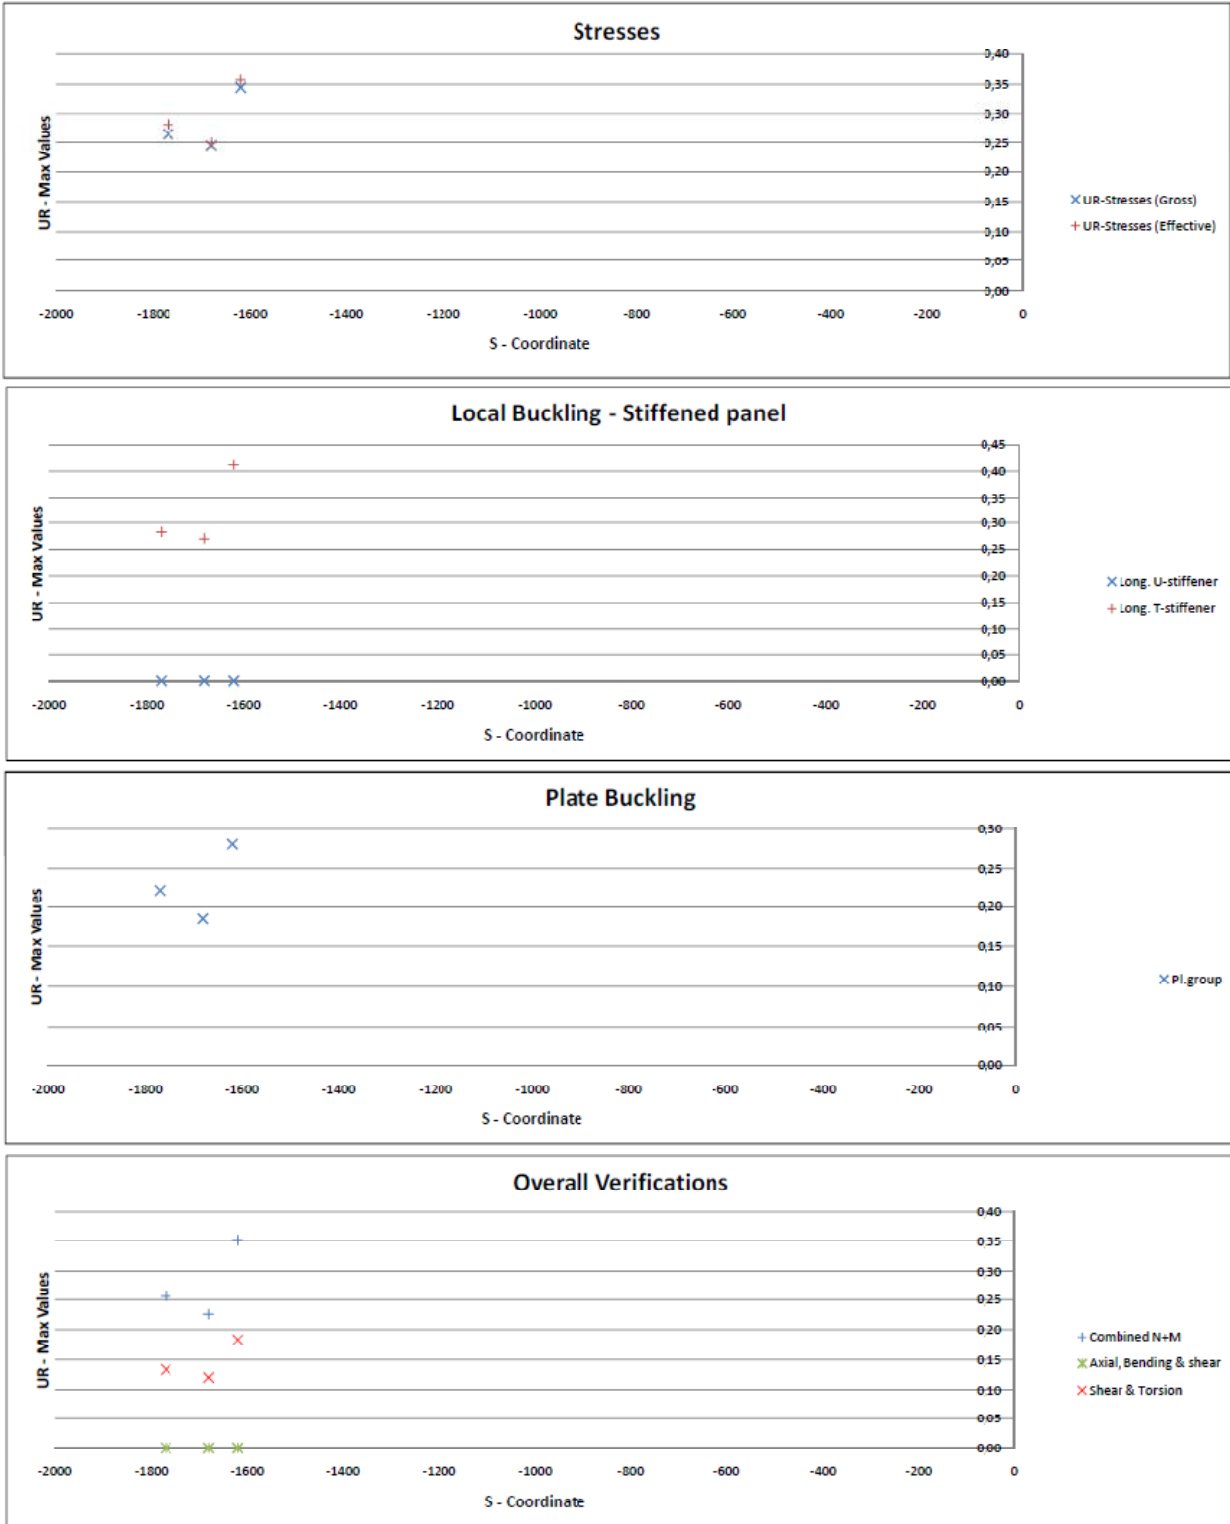 Stresses
UR - Max Values
0,40
0,35
0,30
0,25
0,20
0,15
0,10
0,05
0,00
-2000 -1800 -1600 -1400 -1200 -1000 -800 -600 -400 -200 0
S - Coordinate
UR-Stresses (Gross)
UR-Stresses (Effective)
Local Buckling - Stiffened panel
UR - Max Values
0,45
0,40
0,35
0,30
0,25
0,20
0,15
0,10
0,05
0,00
-2000 -1800 -1600 -1400 -1200 -1000 -800 -600 -400 -200 0
S - Coordinate
Long. U-stiffener
Long. T-stiffener
Plate Buckling
UR - Max Values
0,30
0,25
0,20
0,15
0,10
0,05
0,00
-2000 -1800 -1600 -1400 -1200 -1000 -800 -600 -400 -200 0
S - Coordinate
Pl.group
Overall Verifications
UR - Max Values
0,40
0,35
0,30
0,25
0,20
0,15
0,10
0,05
0,00
-2000 -1800 -1600 -1400 -1200 -1000 -800 -600 -400 -200 0
S - Coordinate
Combined N+M
Axial, Bending & shear
Shear & Torsion